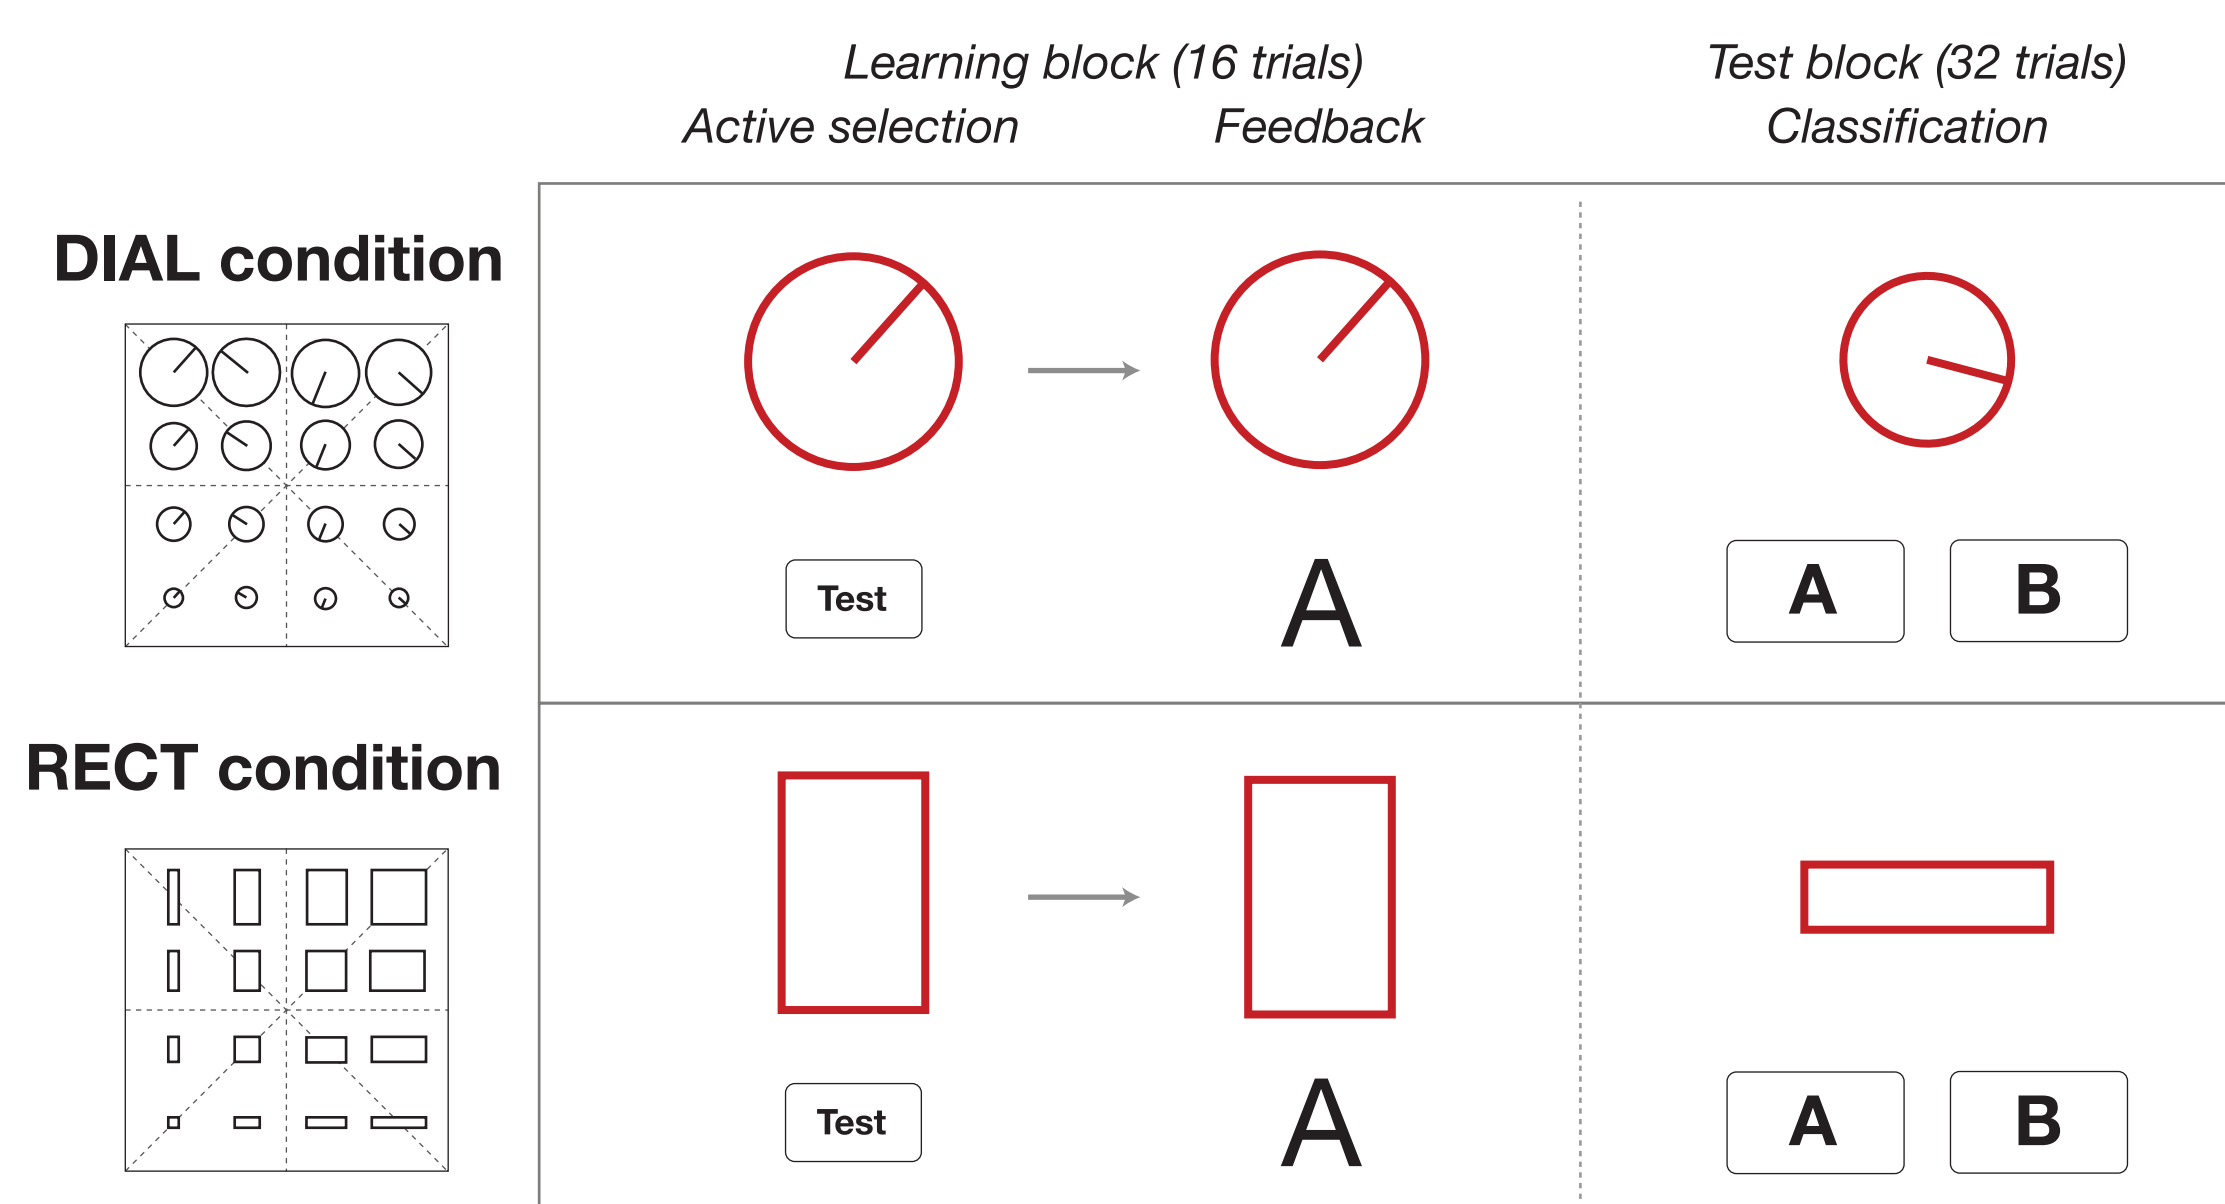 Learning block (16 trials)
Test block (32 trials)
Active selection
Feedback
Classification
DIAL condition
Test
A
A
B
RECT condition
Test
A
A
B